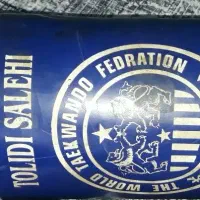 TOLIDI SALEHI
THE WORLD TAEKWONDO FEDRATION